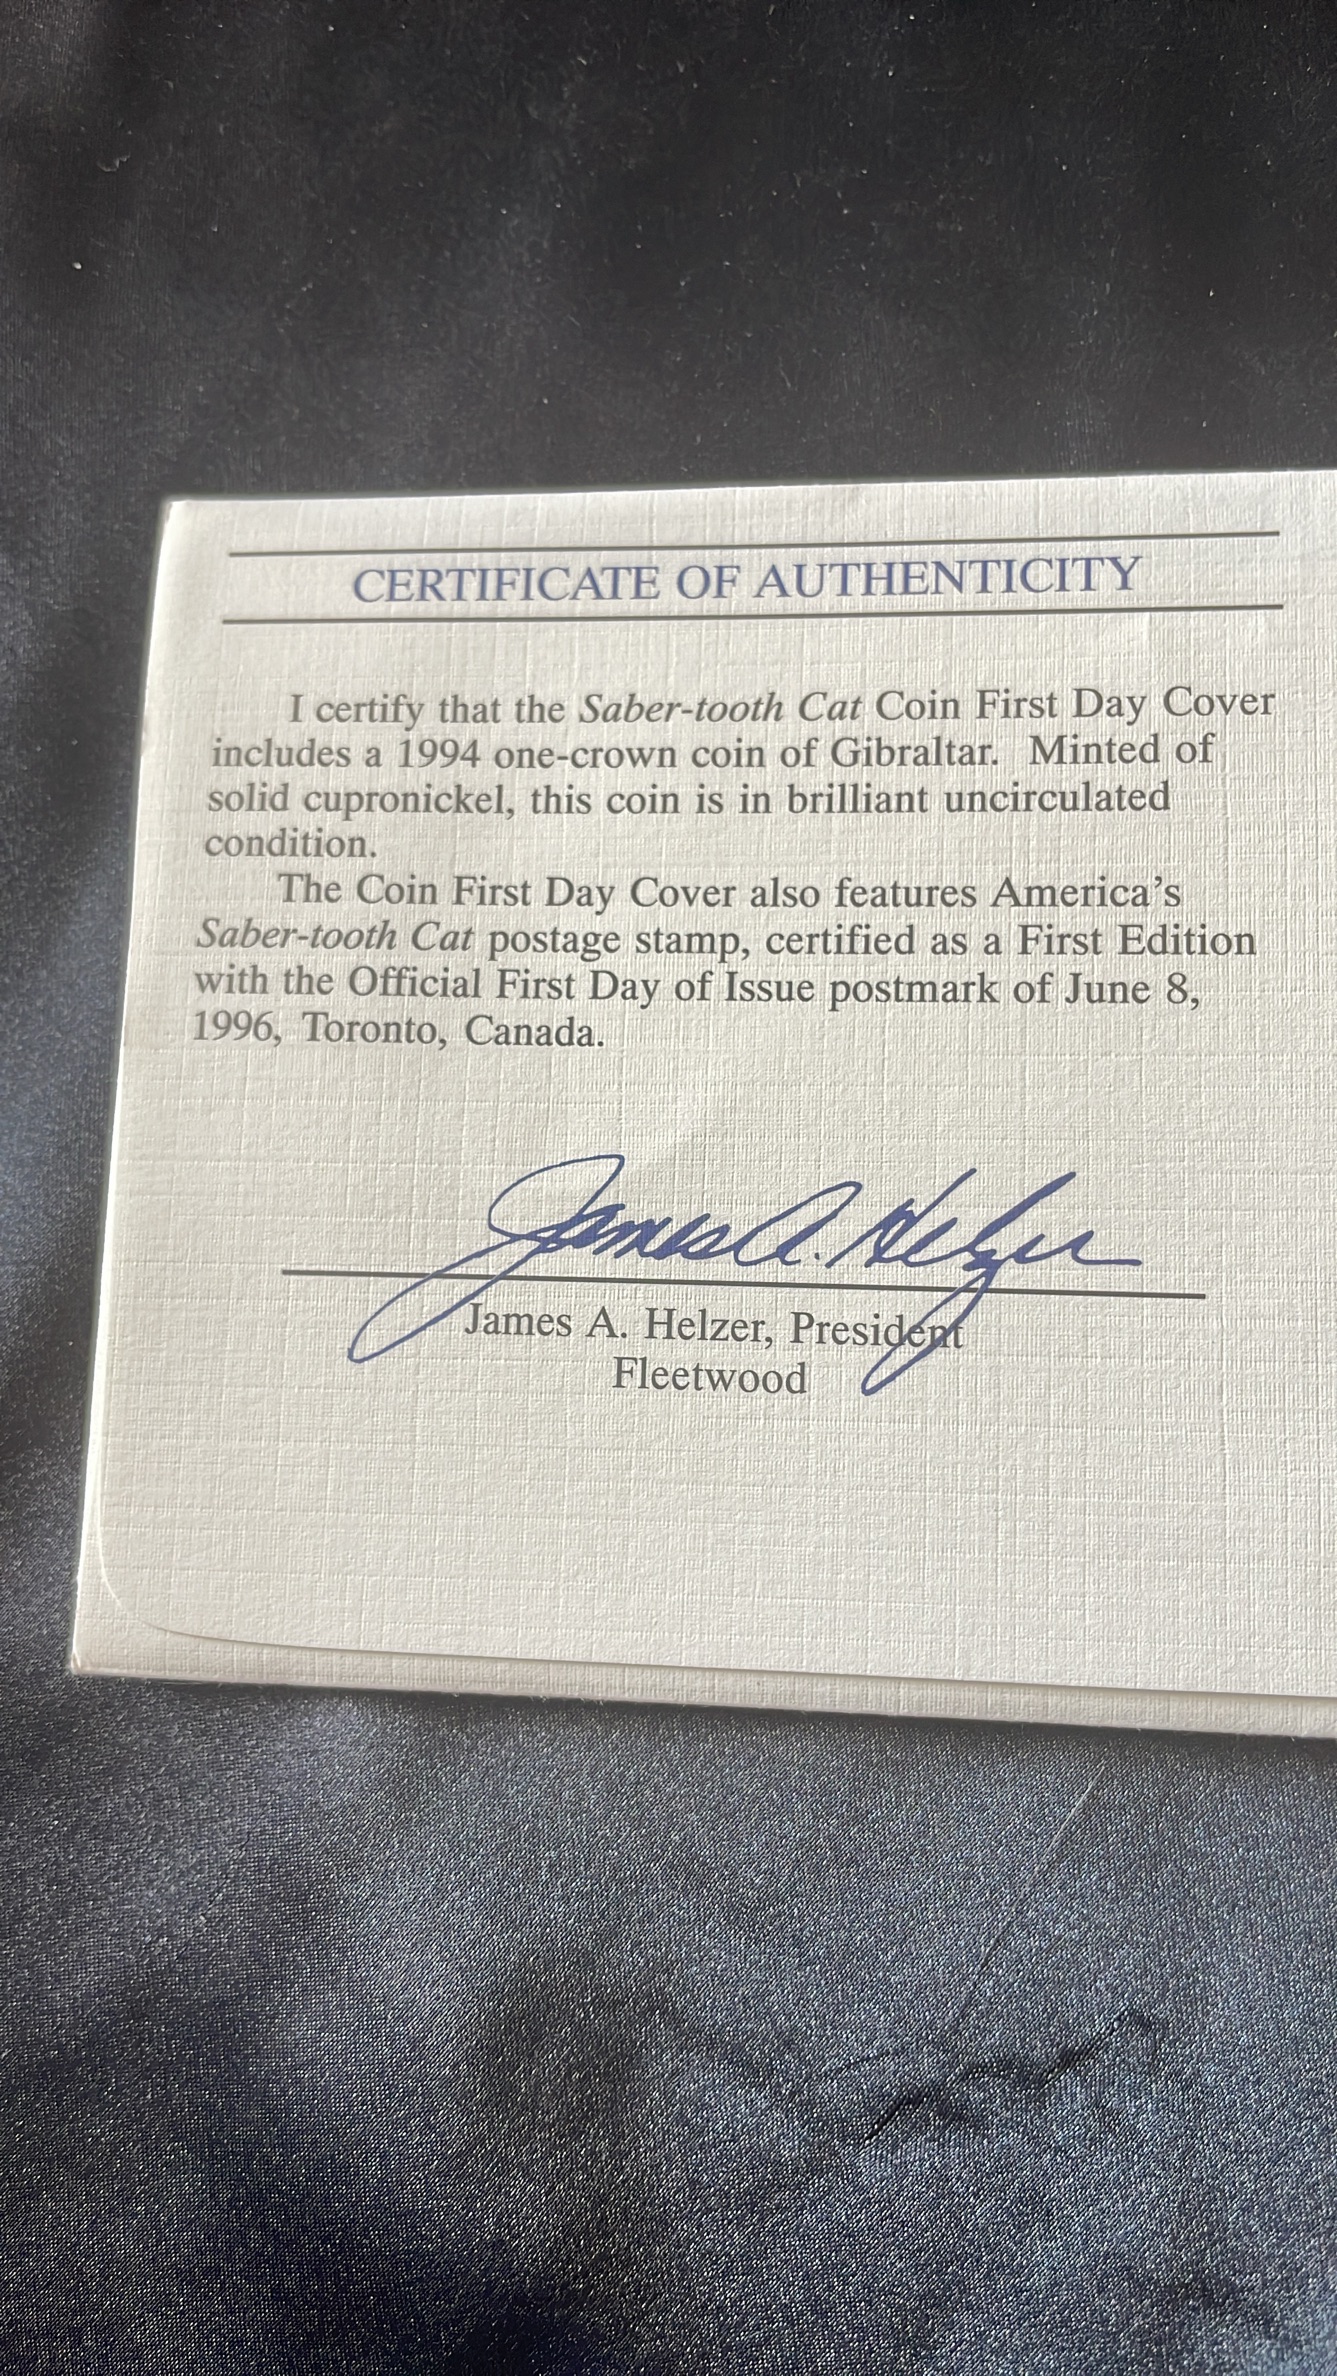 CERTIFICATE OF AUTHENTICITY
I certify that the Saber-tooth Cat Coin First Day Cover
includes a 1994 one-crown coin of Gibraltar. Minted of
solid cupronickel, this coin is in brilliant uncirculated
condition.
The Coin First Day Cover also features America's
Saber-tooth Cat postage stamp, certified as a First Edition
with the Official First Day of Issue postmark of June 8,
1996, Toronto, Canada.
James A. Helzer
James A. Helzer, President
Fleetwood